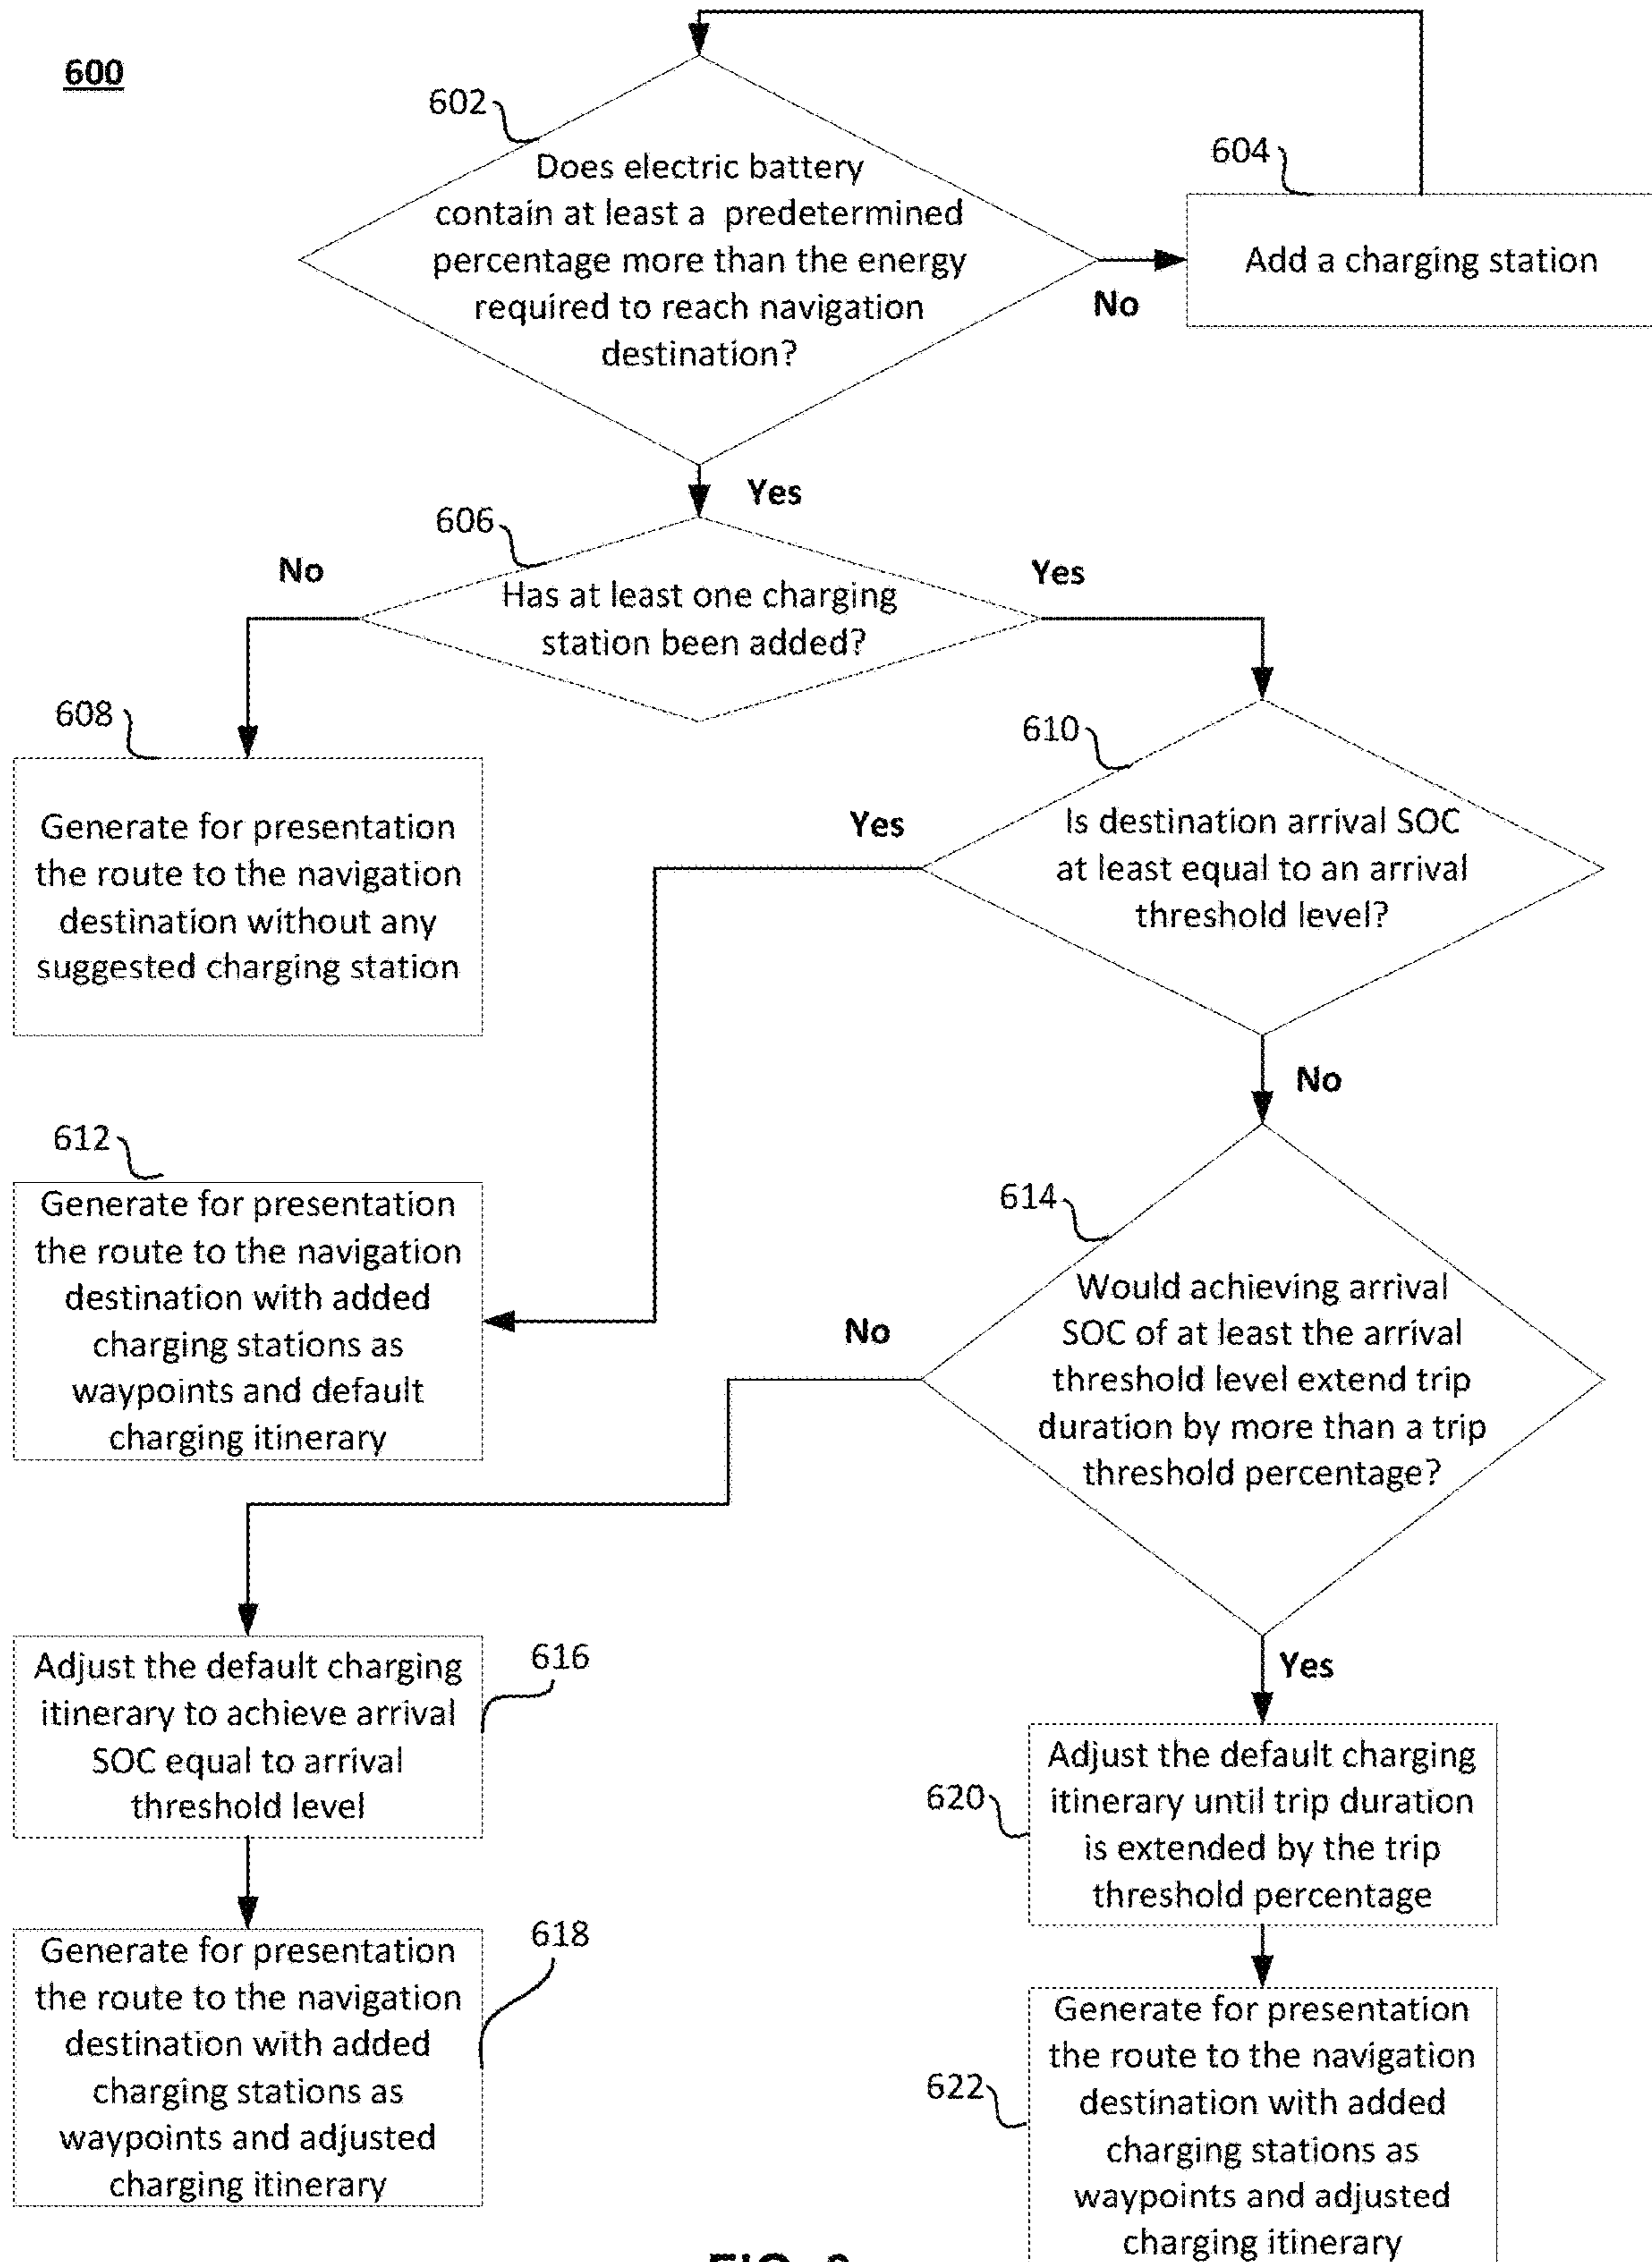 600
602
Does electric battery
contain at least a predetermined
percentage more than the energy
required to reach navigation
destination?
604
Add a charging station
No
Yes
606
Has at least one charging
station been added?
No
Yes
608
Generate for presentation
the route to the navigation
destination without any
suggested charging station
610
Is destination arrival SOC
at least equal to an arrival
threshold level?
Yes
No
612
Generate for presentation
the route to the navigation
destination with added
charging stations as
waypoints and default
charging itinerary
614
Would achieving arrival
SOC of at least the arrival
threshold level extend trip
duration by more than a trip
threshold percentage?
No
Yes
616
Adjust the default charging
itinerary to achieve arrival
SOC equal to arrival
threshold level
618
Generate for presentation
the route to the navigation
destination with added
charging stations as
waypoints and adjusted
charging itinerary
620
Adjust the default charging
itinerary until trip duration
is extended by the trip
threshold percentage
622
Generate for presentation
the route to the navigation
destination with added
charging stations as
waypoints and adjusted
charging itinerary
FIG.